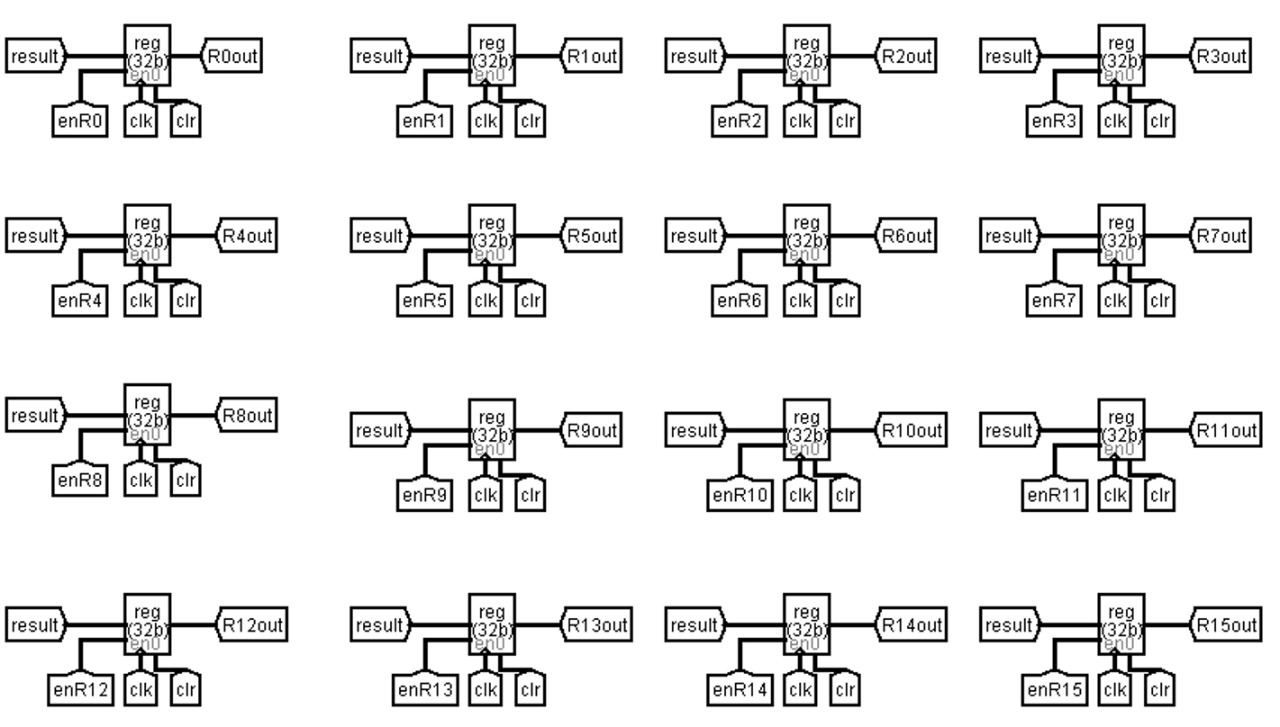 reg
result (32b) R0out
en0
enR0 clk clr
reg
result (32b) R1out
en0
enR1 clk clr
reg
result (32b) R2out
en0
enR2 clk clr
reg
result (32b) R3out
en0
enR3 clk clr
reg
result (32b) R4out
en0
enR4 clk clr
reg
result (32b) R5out
en0
enR5 clk clr
reg
result (32b) R6out
en0
enR6 clk clr
reg
result (32b) R7out
en0
enR7 clk clr
reg
result (32b) R8out
en0
enR8 clk clr
reg
result (32b) R9out
en0
enR9 clk clr
reg
result (32b) R10out
en0
enR10 clk clr
reg
result (32b) R11out
en0
enR11 clk clr
reg
result (32b) R12out
en0
enR12 clk clr
reg
result (32b) R13out
en0
enR13 clk clr
reg
result (32b) R14out
en0
enR14 clk clr
reg
result (32b) R15out
en0
enR15 clk clr